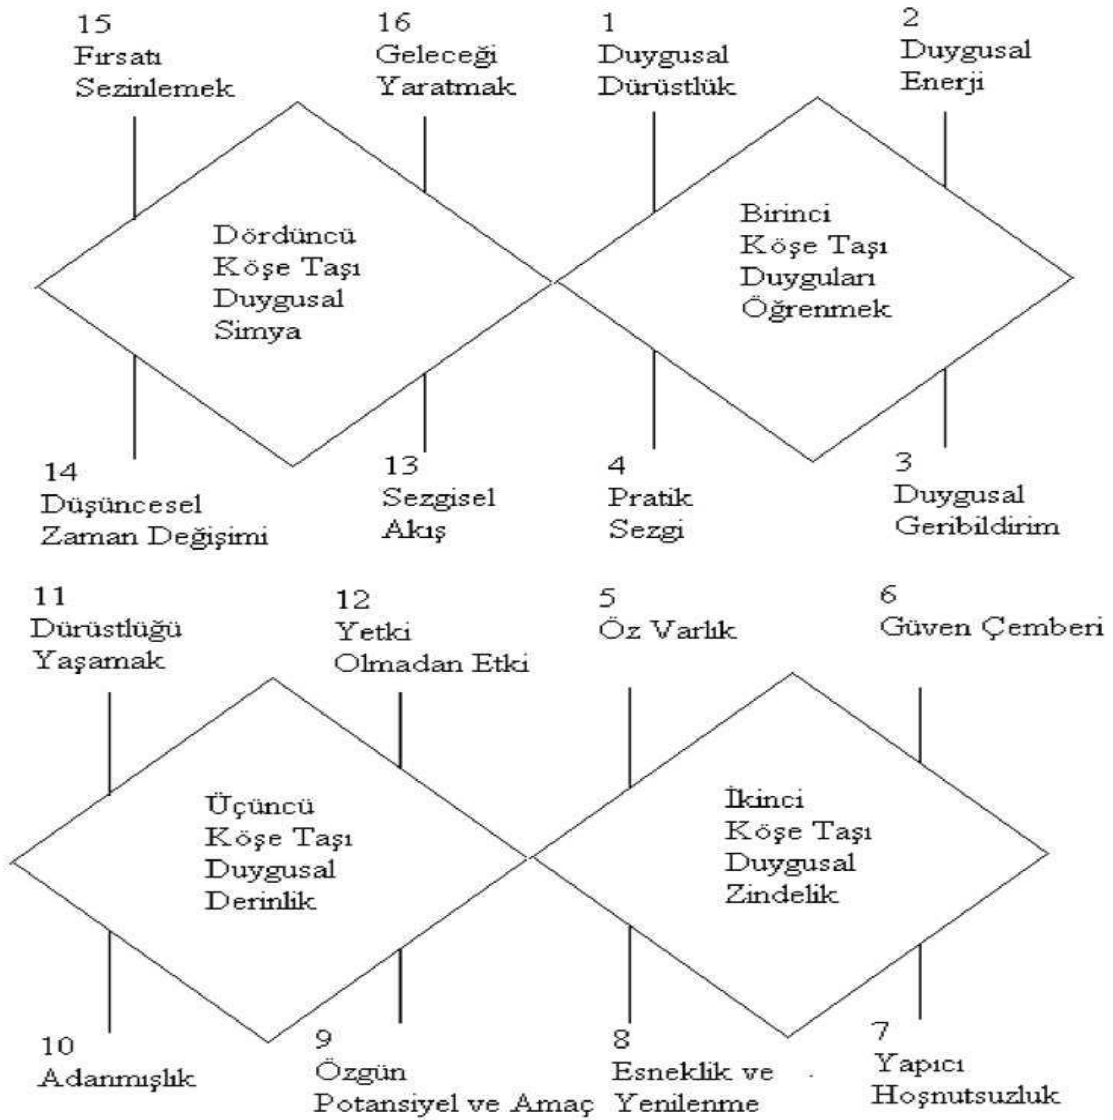 15
Fırsatı
Sezinlemek
16
Geleceği
Yaratmak
1
Duygusal
Dürüstlük
2
Duygusal
Enerji
Dördüncü
Köşe Taşı
Duygusal
Simya
Birinci
Köşe Taşı
Duyguları
Öğrenmek
14
Düşüncesel
Zaman Değişimi
13
Sezgisel
Akış
4
Pratik
Sezgi
3
Duygusal
Geribildirim
11
Dürüstlüğü
Yaşamak
12
Yetki
Olmadan Etki
5
Öz Varlık
6
Güven Çemberi
Üçüncü
Köşe Taşı
Duygusal
Derinlik
İkinci
Köşe Taşı
Duygusal
Zindelik
10
Adanmışlık
9
Özgün
Potansiyel ve Amaç
8
Esneklik ve
Yenilenme
7
Yapıcı
Hoşnutsuzluk